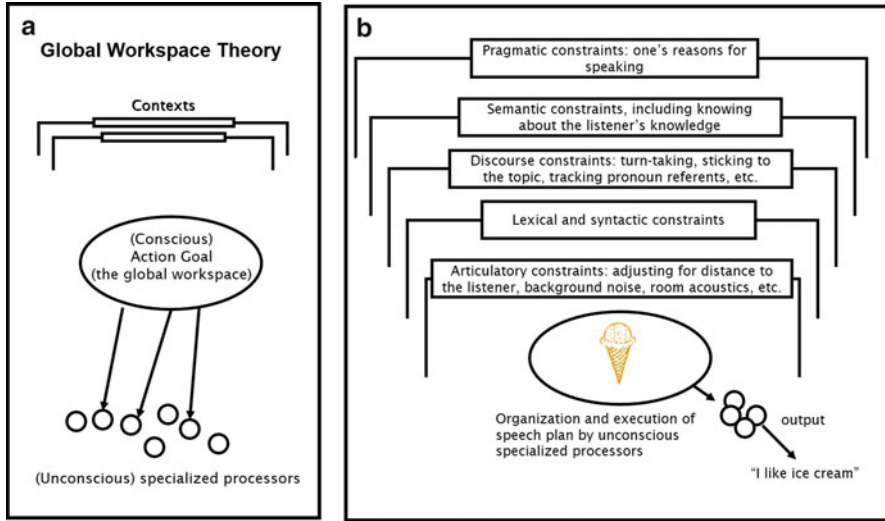 a
Global Workspace Theory
Contexts
(Conscious)
Action Goal
(the global workspace)
(Unconscious) specialized processors
b
Pragmatic constraints: one's reasons for
speaking
Semantic constraints, including knowing
about the listener's knowledge
Discourse constraints: turn-taking, sticking to
the topic, tracking pronoun referents, etc.
Lexical and syntactic constraints
Articulatory constraints: adjusting for distance to
the listener, background noise, room acoustics, etc.
Organization and execution of
speech plan by unconscious
specialized processors
output
"I like ice cream"